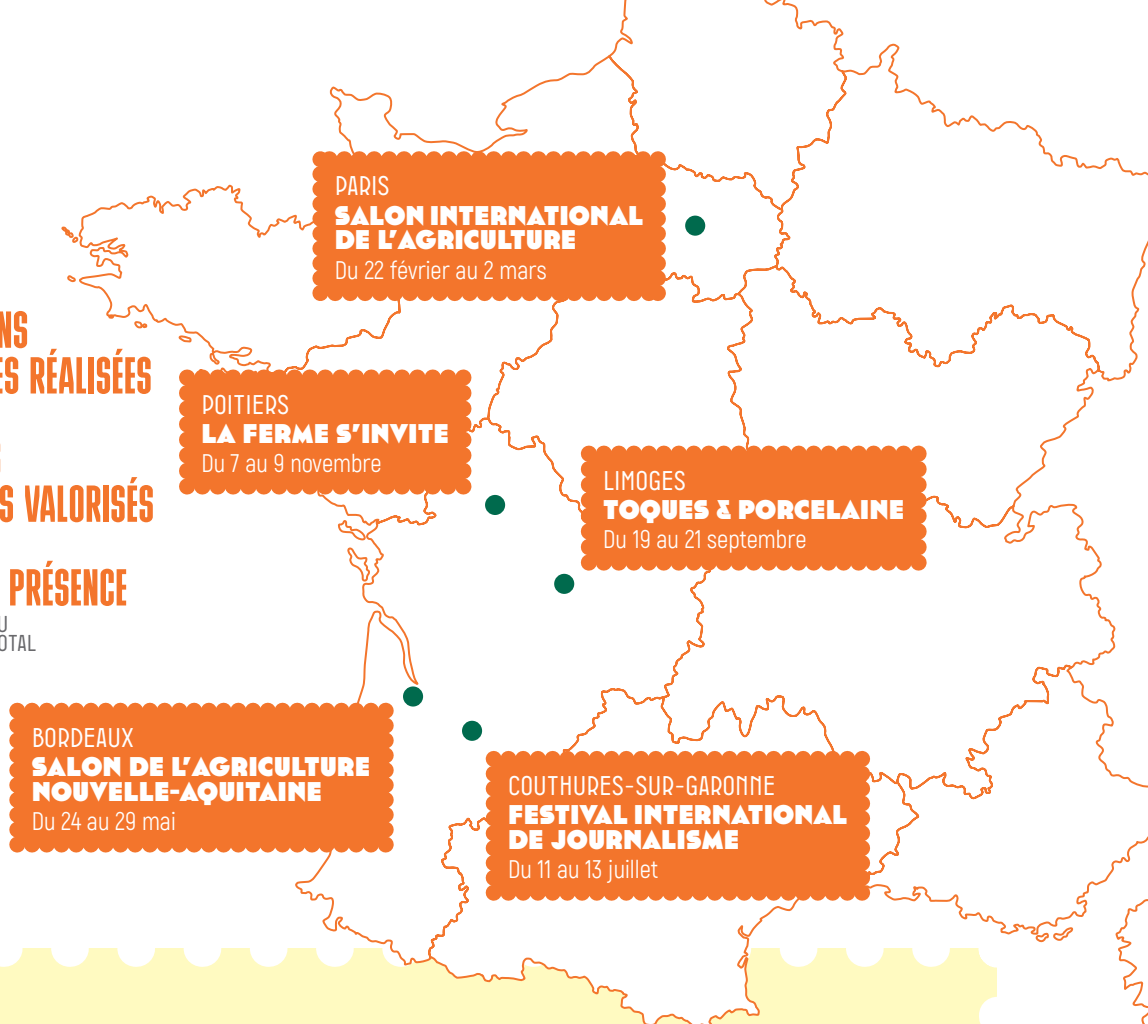 PARIS
SALON INTERNATIONAL
DE L'AGRICULTURE
Du 22 février au 2 mars
RÉALISÉES
POITIERS
LA FERME S'INVITE
Du 7 au 9 novembre
VALORISÉS
LIMOGES
TOQUES & PORCELAINE
Du 19 au 21 septembre
PRÉSENCE
BORDEAUX
SALON DE L'AGRICULTURE
NOUVELLE-AQUITAINE
Du 24 au 29 mai
COUTHURES-SUR-GARONNE
FESTIVAL INTERNATIONAL
DE JOURNALISME
Du 11 au 13 juillet